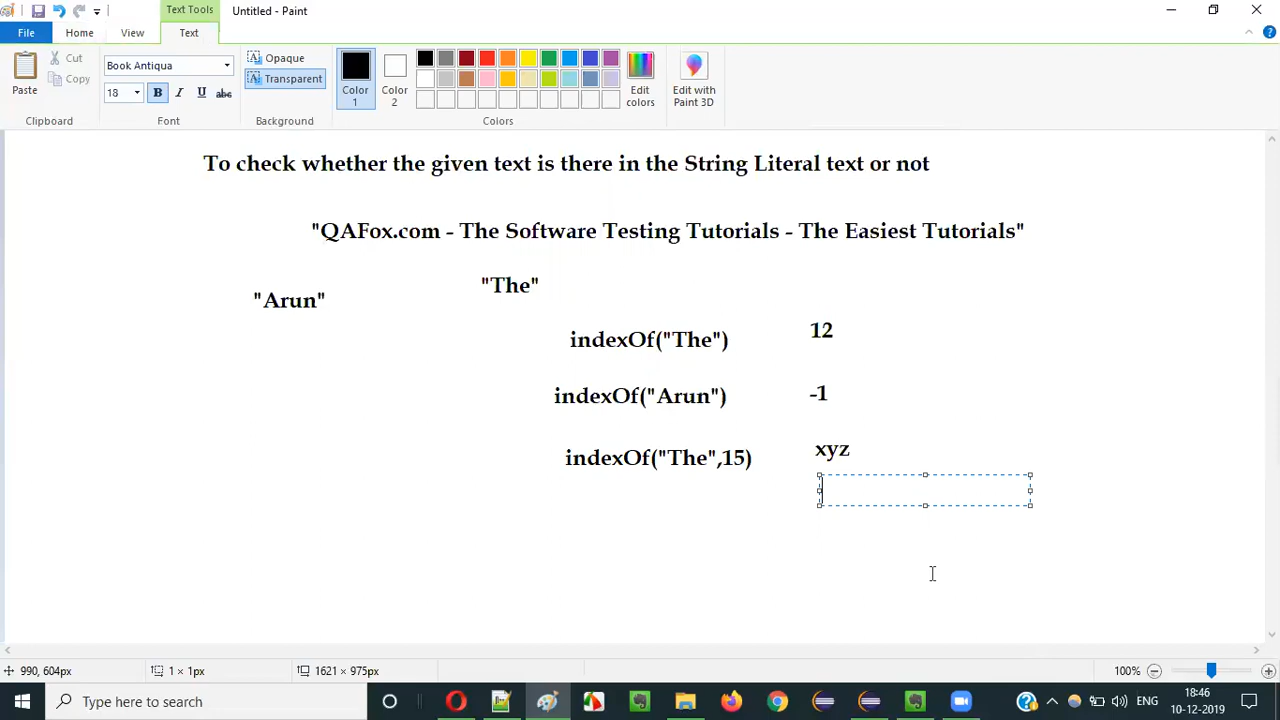 Untitled - Paint
Text Tools
File
Home
View
Text
Paste
Cut
Copy
Clipboard
Book Antiqua
18
B
I
U
abc
Font
Opaque
Transparent
Background
Color
1
Color
2
Edit
colors
Colors
Edit with
Paint 3D
To check whether the given text is there in the String Literal text or not
"QAFox.com - The Software Testing Tutorials - The Easiest Tutorials"
"The"
"Arun"
indexOf("The") 12
indexOf("Arun") -1
indexOf("The",15) xyz
990, 604px
1 × 1px
1621 × 975px
100%
Type here to search
ENG
18:46
10-12-2019